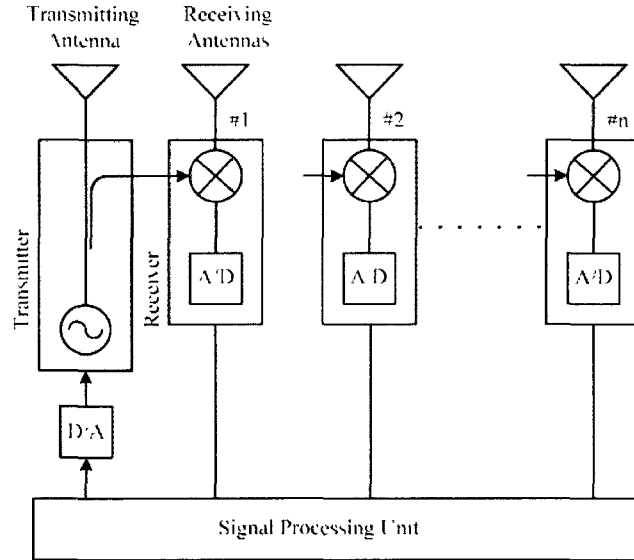 Transmitting
Antenna
Receiving
Antennas
#1
#2
#n
Transmitter
Receiver
A/D
A/D
A/D
D/A
Signal Processing Unit